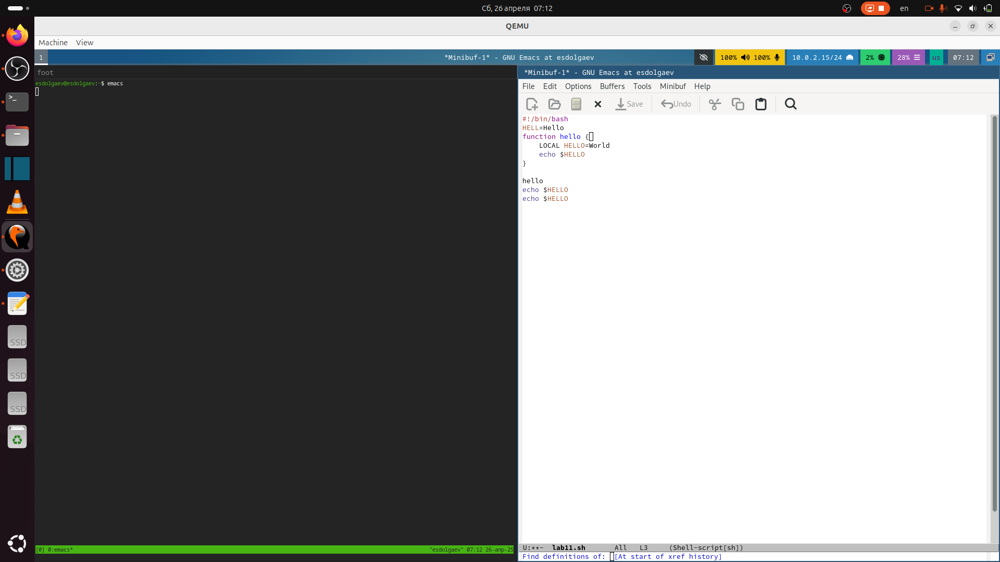 Сб, 26 апреля 07:12
en
QEMU
Machine View
1
*Minibuf-1* - GNU Emacs at esdolgaev
100% 100%
10.0.2.15/24
2%
28%
us
07:12
foot
esdolgaev@esdolgaev:~$ emacs
*Minibuf-1* - GNU Emacs at esdolgaev
File Edit Options Buffers Tools Minibuf Help
Save Undo
#!/bin/bash
HELL=Hello
function hello {
    LOCAL HELLO=World
    echo $HELLO
}
hello
echo $HELLO
echo $HELLO
SSD
SSD
SSD
[0] 0:emacs*
"esdolgaev" 07:12 26-апр-25
U:**- lab11.sh All L3 (Shell-script[sh])
Find definitions of: [At start of xref history]